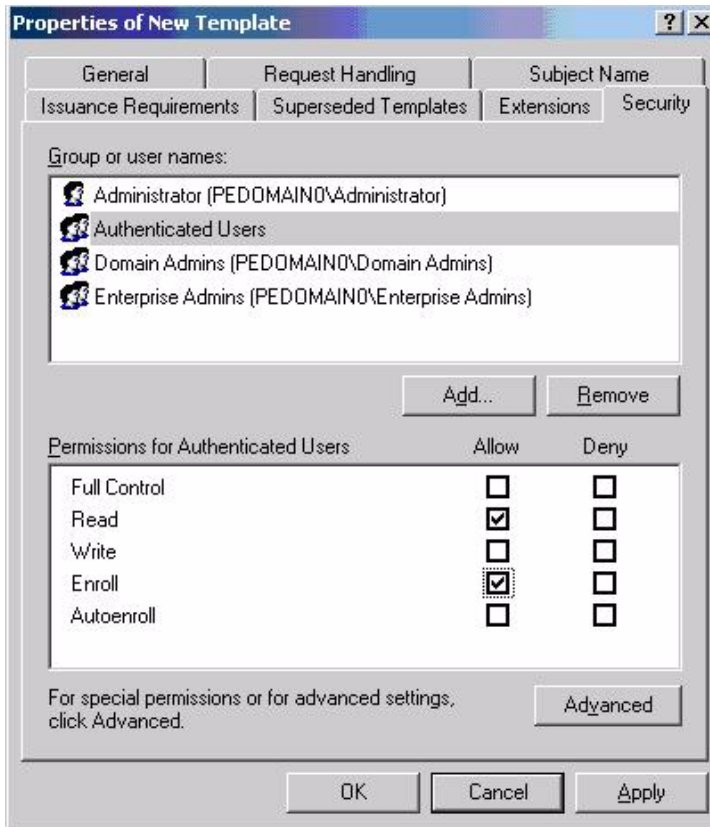 Properties of New Template
General Request Handling Subject Name
Issuance Requirements Superseded Templates Extensions Security
Group or user names:
Administrator (PEDOMAIN0\Administrator)
Authenticated Users
Domain Admins (PEDOMAIN0\Domain Admins)
Enterprise Admins (PEDOMAIN0\Enterprise Admins)
Add... Remove
Permissions for Authenticated Users Allow Deny
Full Control
Read
Write
Enroll
Autoenroll
For special permissions or for advanced settings,
click Advanced.
Advanced
OK Cancel Apply